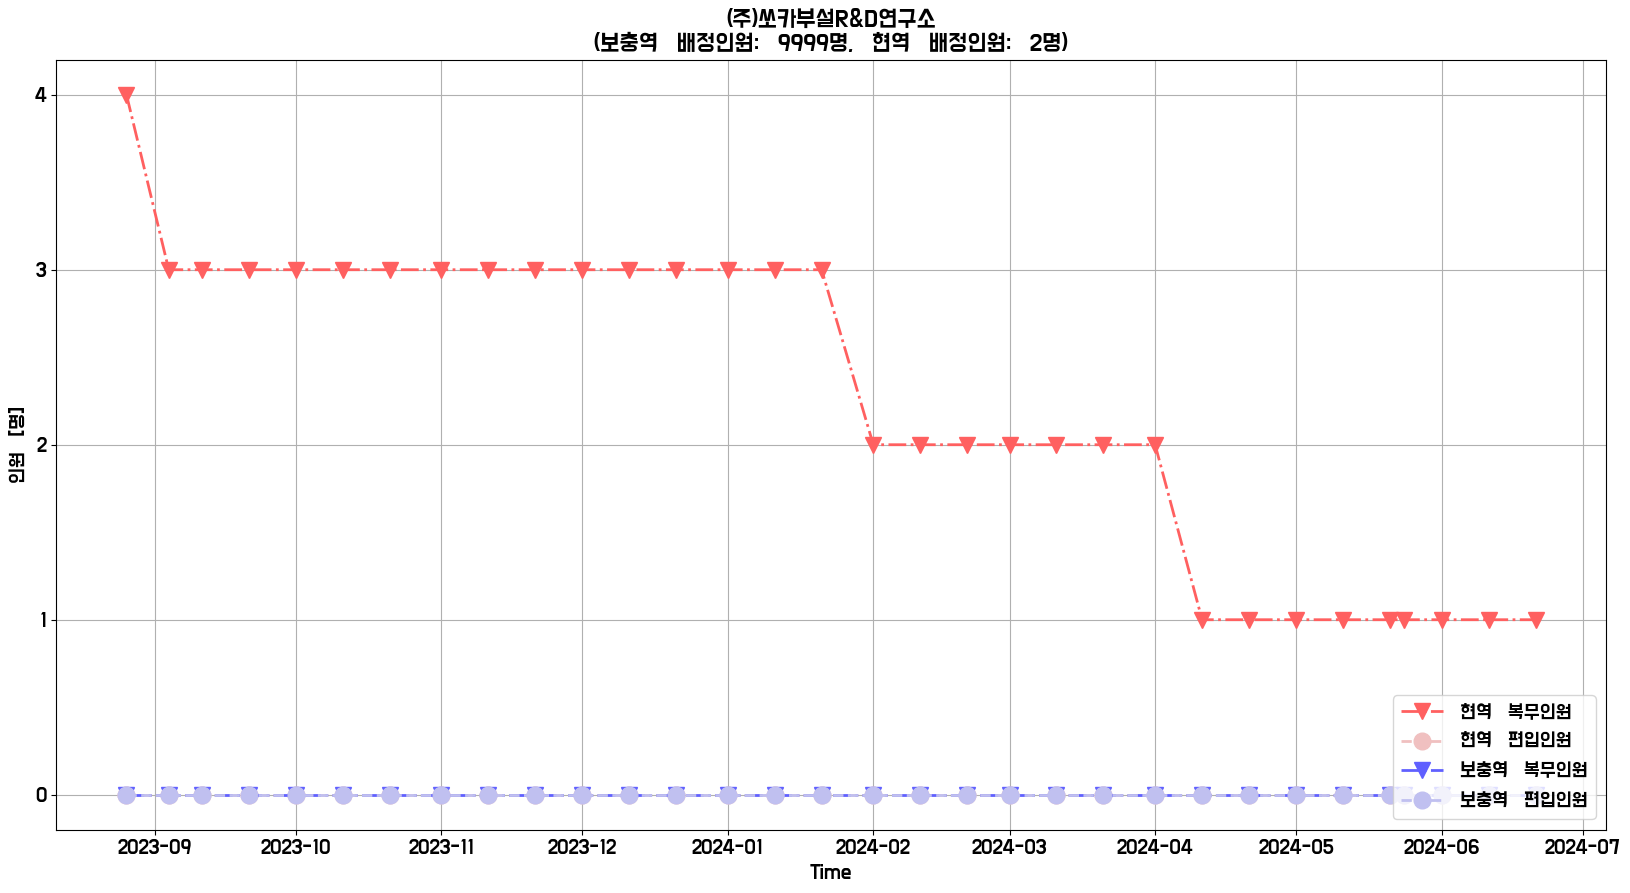 (주)쏘카부설R&D연구소
(보충역 배정인원: 9999명, 현역 배정인원: 2명)
인원 [명]
4
3
2
1
0
2023-09 2023-10 2023-11 2023-12 2024-01 2024-02 2024-03 2024-04 2024-05 2024-06 2024-07
Time
현역 복무인원
현역 편입인원
보충역 복무인원
보충역 편입인원